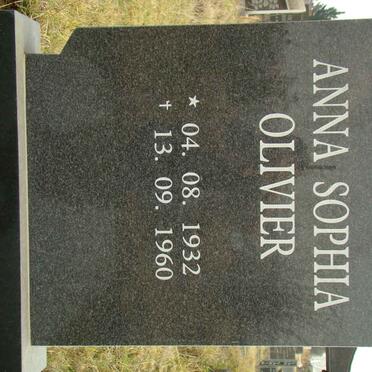 ANNA SOPHIA
OLIVIER
★ 04. 08. 1932
✝ 13. 09. 1960